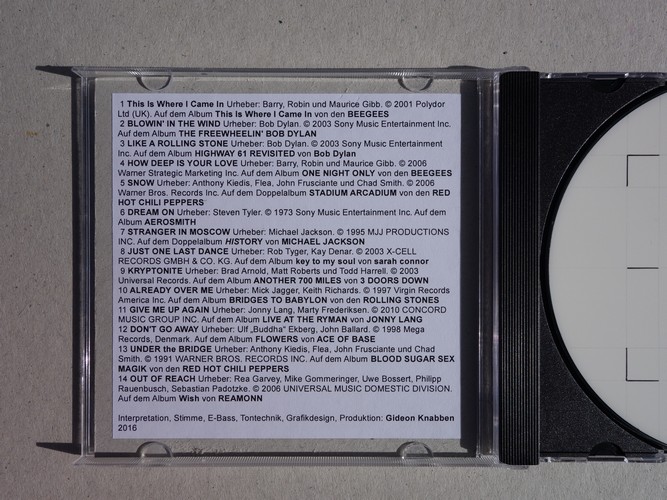 1 This Is Where I Came In Urheber: Barry, Robin und Maurice Gibb. © 2001 Polydor
Ltd (UK). Auf dem Album This Is Where I Came In von den BEEGEES
2 BLOWIN' IN THE WIND Urheber: Bob Dylan. © 2003 Sony Music Entertainment Inc.
Auf dem Album THE FREEWHEELIN' BOB DYLAN
3 LIKE A ROLLING STONE Urheber: Bob Dylan. © 2003 Sony Music Entertainment
Inc. Auf dem Album HIGHWAY 61 REVISITED von Bob Dylan
4 HOW DEEP IS YOUR LOVE Urheber: Barry, Robin und Maurice Gibb. © 2006
Warner Strategic Marketing Inc. Auf dem Album ONE NIGHT ONLY von den BEEGEES
5 SNOW Urheber: Anthony Kiedis, Flea, John Frusciante und Chad Smith. © 2006
Warner Bros. Records Inc. Auf dem Doppelalbum STADIUM ARCADIUM von den RED
HOT CHILI PEPPERS
6 DREAM ON Urheber: Steven Tyler. © 1973 Sony Music Entertainment Inc. Auf dem
Album AEROSMITH
7 STRANGER IN MOSCOW Urheber: Michael Jackson. © 1995 MJJ PRODUCTIONS
INC. Auf dem Doppelalbum HISTORY von MICHAEL JACKSON
8 JUST ONE LAST DANCE Urheber: Rob Tyger, Kay Denar. © 2003 X-CELL
RECORDS GMBH & CO. KG. Auf dem Album key to my soul von sarah connor
9 KRYPTONITE Urheber: Brad Arnold, Matt Roberts und Todd Harrell. © 2003
Universal Records. Auf dem Album ANOTHER 700 MILES von 3 DOORS DOWN
10 ALREADY OVER ME Urheber: Mick Jagger, Keith Richards. © 1997 Virgin Records
America Inc. Auf dem Album BRIDGES TO BABYLON von den ROLLING STONES
11 GIVE ME UP AGAIN Urheber: Jonny Lang, Marty Frederiksen. © 2010 CONCORD
MUSIC GROUP INC. Auf dem Album LIVE AT THE RYMAN von JONNY LANG
12 DON'T GO AWAY Urheber: Ulf „Buddha" Ekberg, John Ballard. © 1998 Mega
Records, Denmark. Auf dem Album FLOWERS von ACE OF BASE
13 UNDER the BRIDGE Urheber: Anthony Kiedis, Flea, John Frusciante und Chad
Smith. © 1991 WARNER BROS. RECORDS INC. Auf dem Album BLOOD SUGAR SEX
MAGIK von den RED HOT CHILI PEPPERS
14 OUT OF REACH Urheber: Rea Garvey, Mike Gommeringer, Uwe Bossert, Philipp
Rauenbusch, Sebastian Padotzke. © 2006 UNIVERSAL MUSIC DOMESTIC DIVISION.
Auf dem Album Wish von REAMONN
Interpretation, Stimme, E-Bass, Tontechnik, Grafikdesign, Produktion: Gideon Knabben
2016